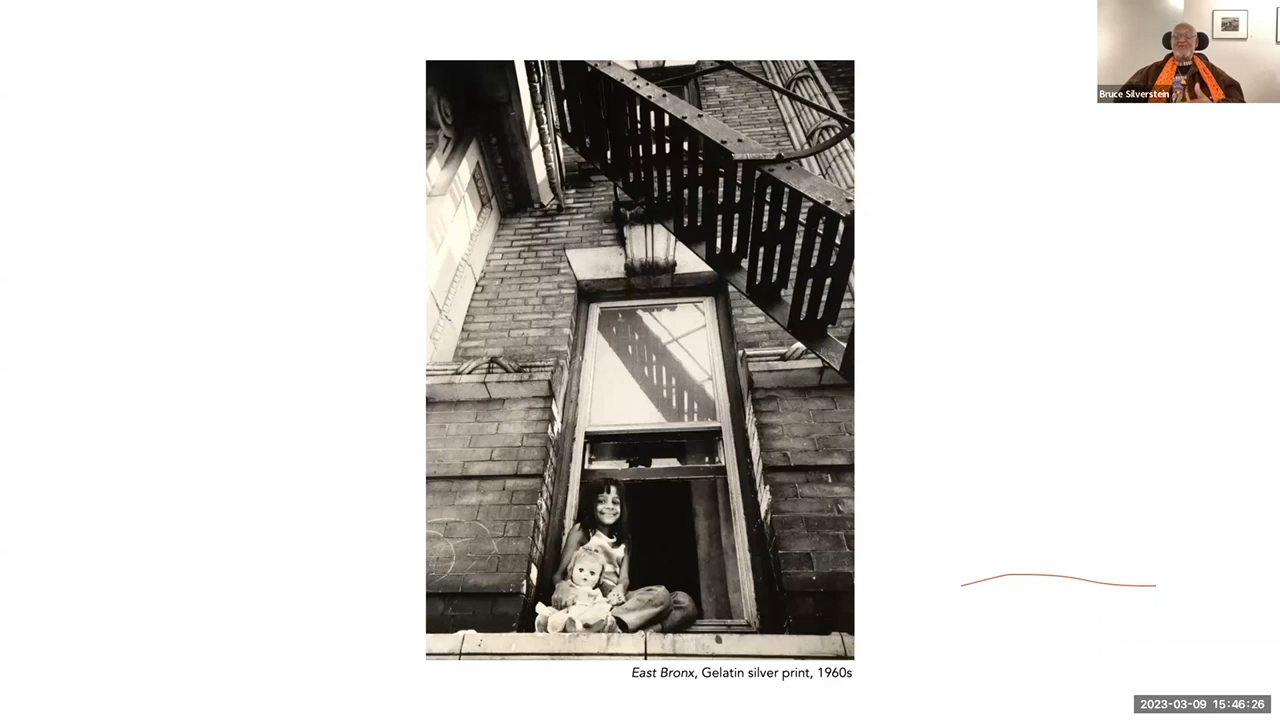 Bruce Silverstein
East Bronx, Gelatin silver print, 1960s
2023-03-09 15:46:26